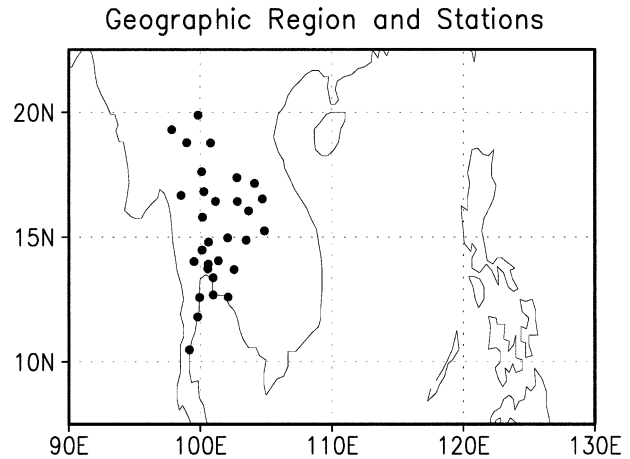 Geographic Region and Stations
20N
15N
10N
90E 100E 110E 120E 130E